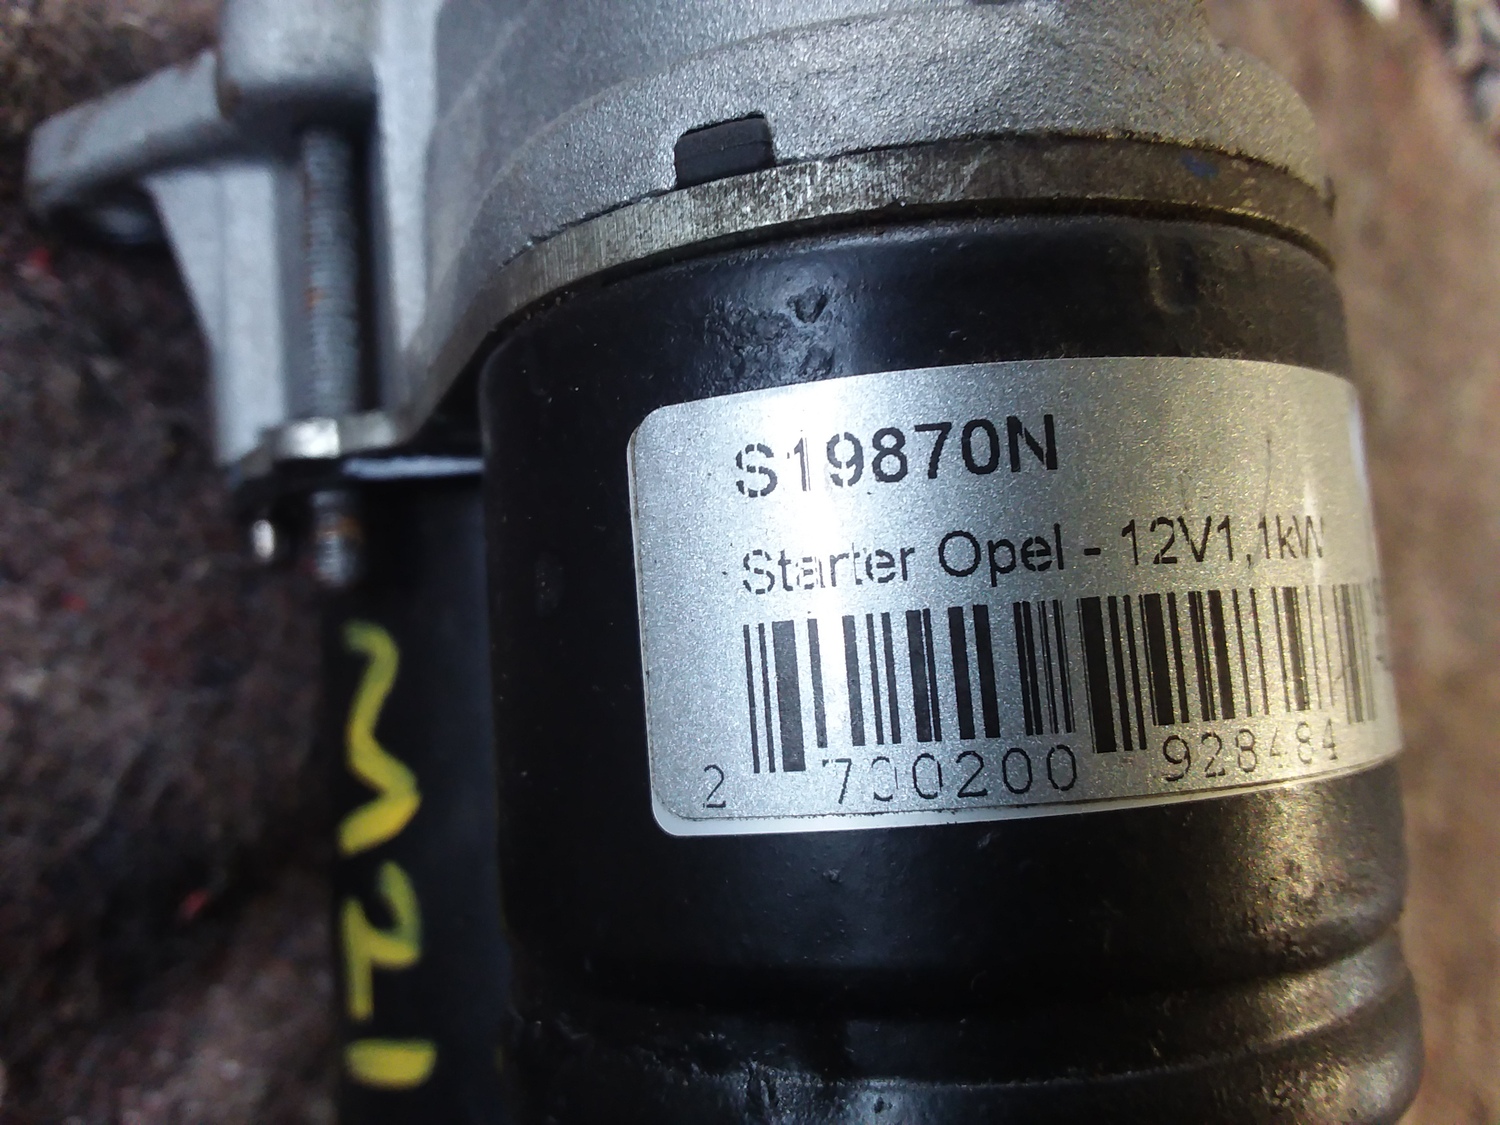 S19870N
Starter Opel - 12V1,1kW
2 700200 928484